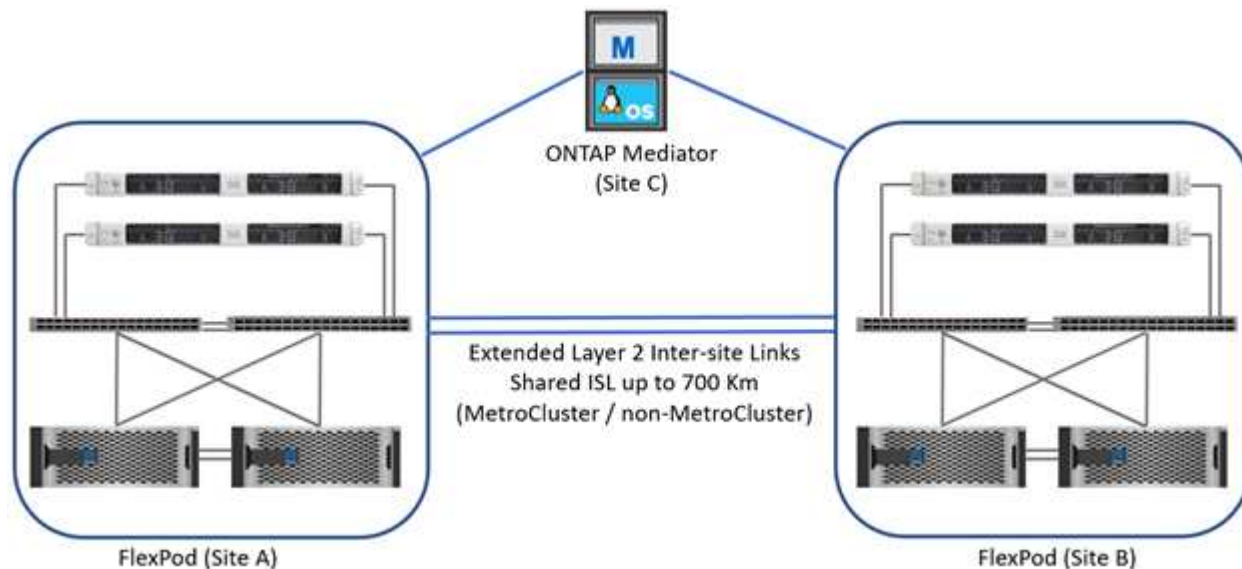 M
OS
ONTAP Mediator
(Site C)
Extended Layer 2 Inter-site Links
Shared ISL up to 700 Km
(MetroCluster / non-MetroCluster)
FlexPod (Site A)
FlexPod (Site B)